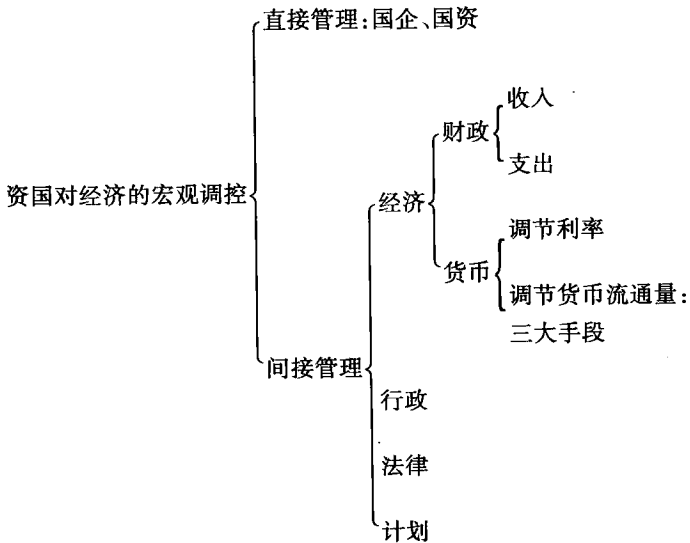 直接管理:国企、国资
收入
财政
支出
资国对经济的宏观调控
经济
调节利率
货币
调节货币流通量:
三大手段
间接管理
行政
法律
计划